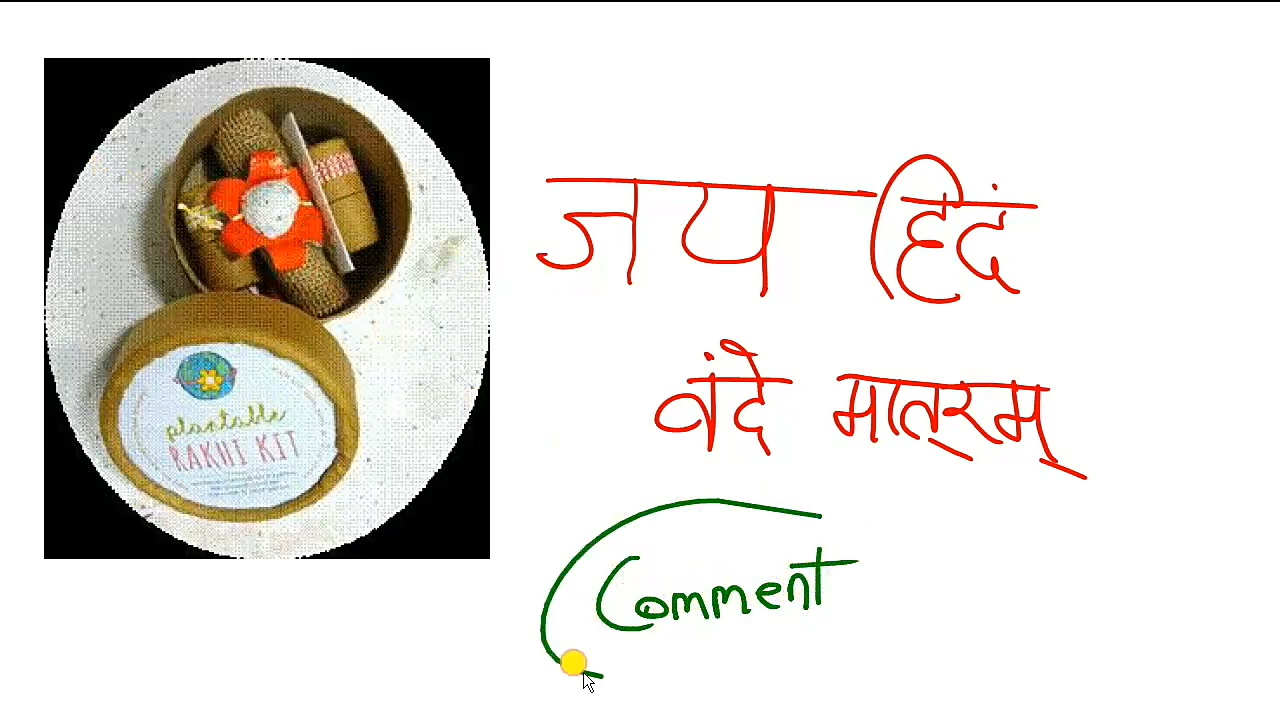 plantable
RAKHI KIT
जय हिदं
वंदे मातरम्
Comment